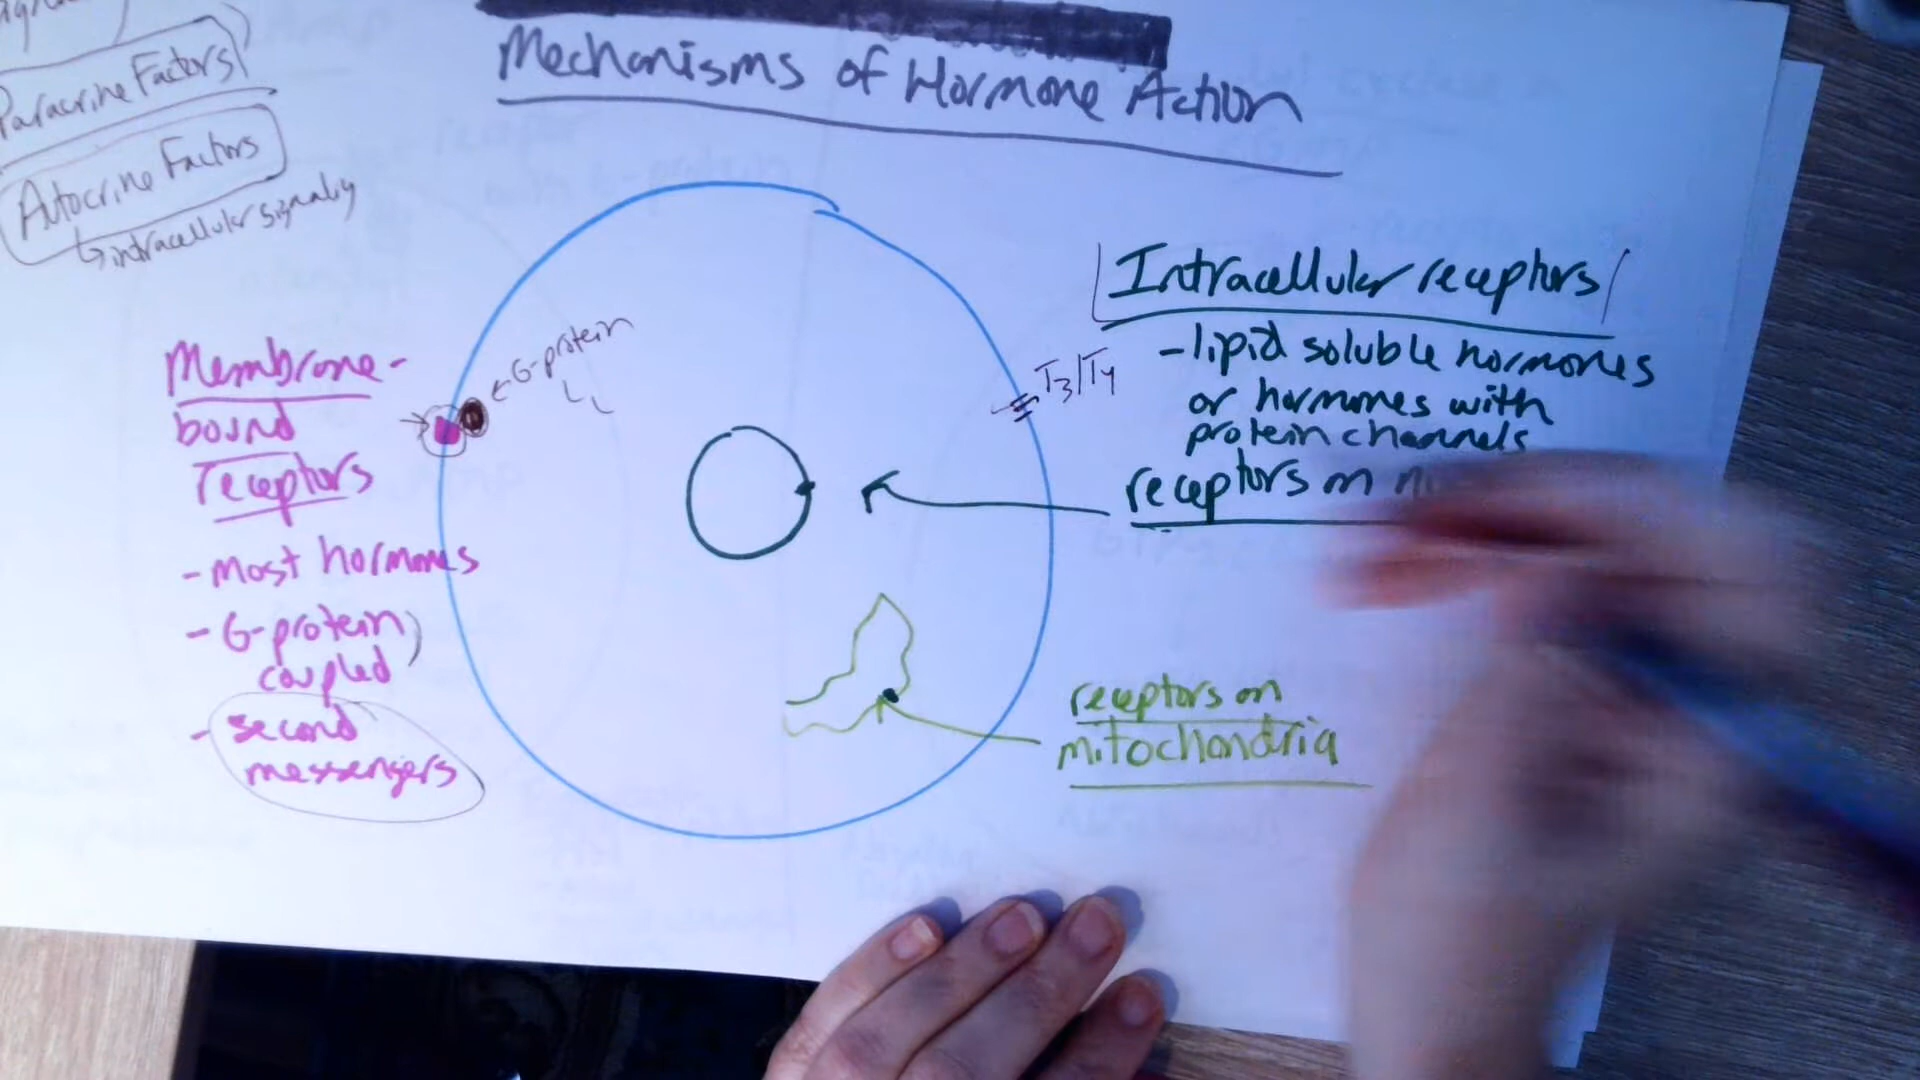 Mechanisms of Hormone Action
Paracrine Factors
Autocrine Factors
intracellular signaling
Membrane-
bound
receptors
- Most hormones
- G-protein
coupled
- second
messengers
G-protein
T3/T4
Intracellular receptors
- lipid soluble hormones
or hormones with
protein channels
receptors on
receptors on
mitochondria